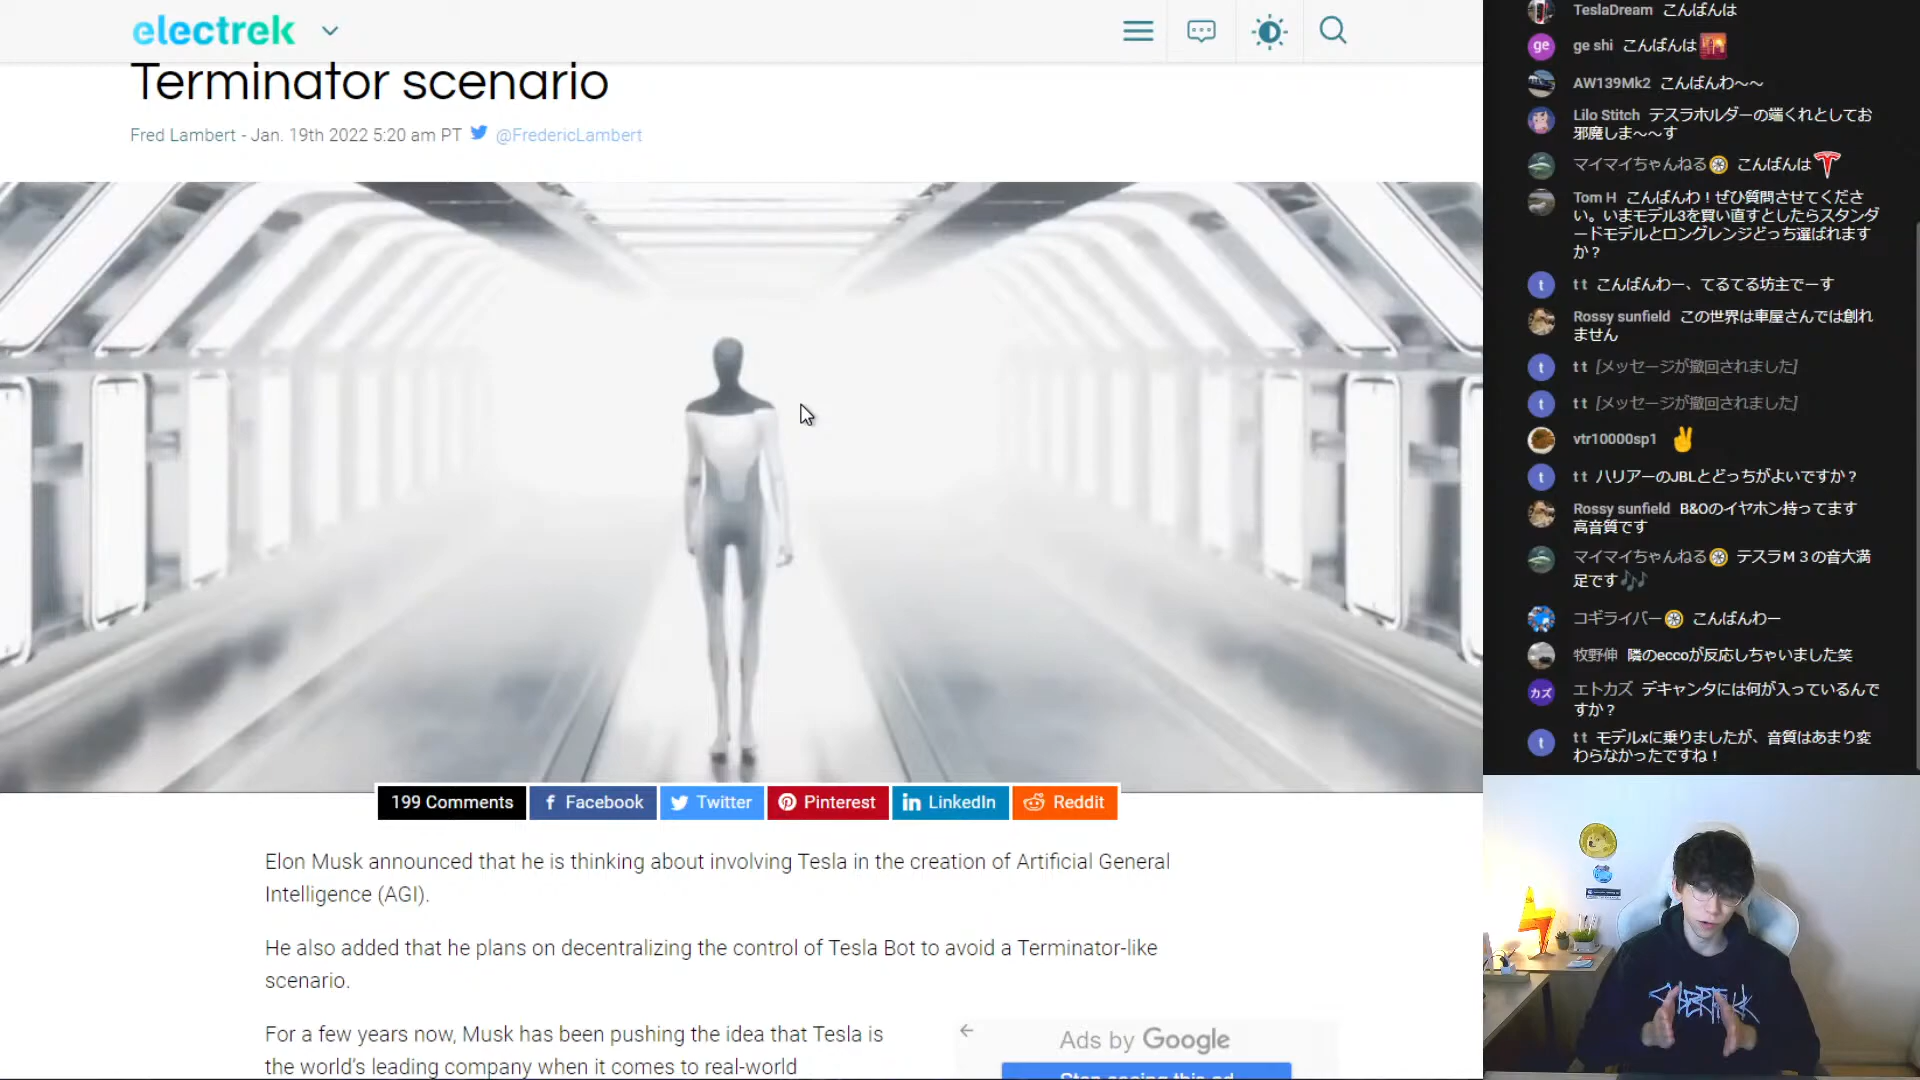 electrek
Terminator scenario
Fred Lambert - Jan. 19th 2022 5:20 am PT @FredericLambert
199 Comments
Facebook
Twitter
Pinterest
LinkedIn
Reddit
Elon Musk announced that he is thinking about involving Tesla in the creation of Artificial General
Intelligence (AGI).
He also added that he plans on decentralizing the control of Tesla Bot to avoid a Terminator-like
scenario.
For a few years now, Musk has been pushing the idea that Tesla is
the world's leading company when it comes to real-world
Ads by Google
Stop seeing this ad
TeslaDream こんばんは
ge
ge shi こんばんは
AW139Mk2 こんばんわ〜〜
Lilo Stitch テスラホルダーの端くれとしてお
邪魔しま〜〜す
マイマイちゃんねる こんばんは
Tom H こんばんわ！ぜひ質問させてくださ
い。いまモデル3を買い直すとしたらスタンダ
ードモデルとロングレンジどっち選ばれます
か？
t
t t こんばんわー、てるてる坊主でーす
Rossy sunfield この世界は車屋さんでは創れ
ません
t
t t [メッセージが撤回されました]
t
t t [メッセージが撤回されました]
vtr10000sp1
t
t t ハリアーのJBLとどっちがよいですか？
Rossy sunfield B&Oのイヤホン持ってます
高音質です
マイマイちゃんねる テスラＭ３の音大満
足です
コギライバー こんばんわー
牧野伸 隣のeccoが反応しちゃいました笑
カズ
エトカズ デキャンタには何が入っているんで
すか？
t
t t モデルxに乗りましたが、音質はあまり変
わらなかったですね！